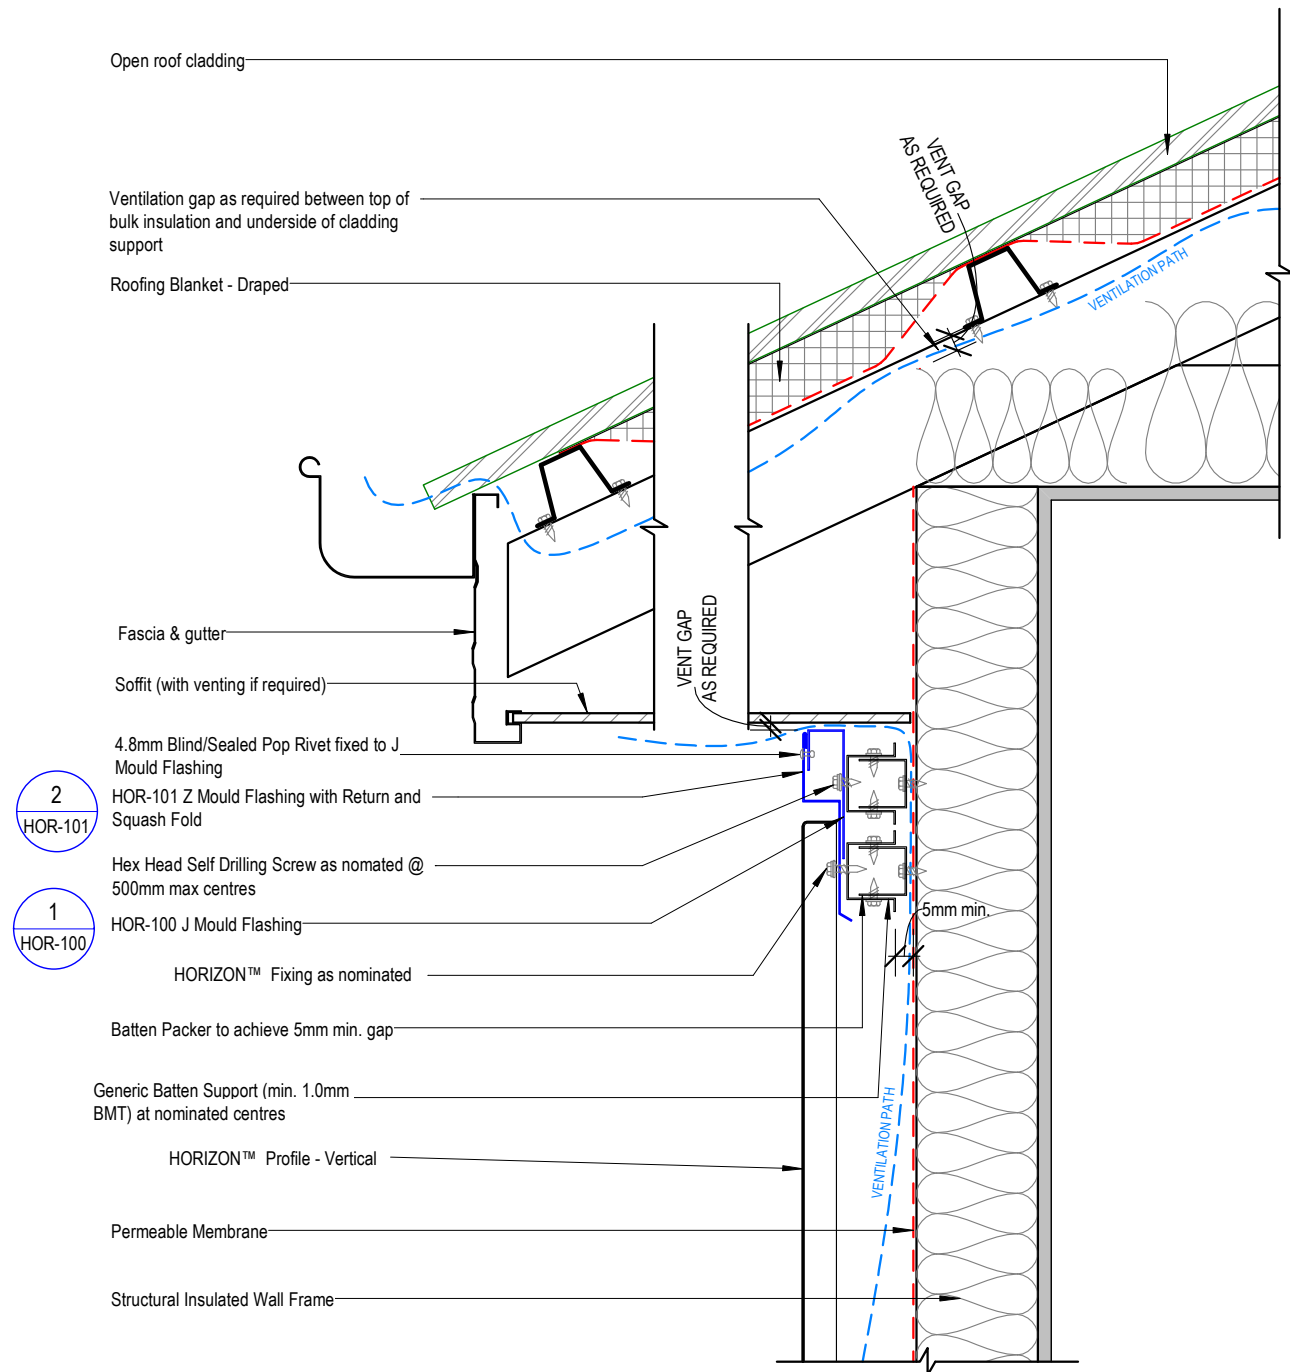 Open roof cladding
VENT GAP
AS REQUIRED
Ventilation gap as required between top of
bulk insulation and underside of cladding
support
VENTILATION PATH
Roofing Blanket - Draped
VENT GAP
AS REQUIRED
Fascia & gutter
Soffit (with venting if required)
4.8mm Blind/Sealed Pop Rivet fixed to J
Mould Flashing
2
HOR-101
HOR-101 Z Mould Flashing with Return and
Squash Fold
Hex Head Self Drilling Screw as nomated @
500mm max centres
1
HOR-100
HOR-100 J Mould Flashing
5mm min.
HORIZON™ Fixing as nominated
Batten Packer to achieve 5mm min. gap
Generic Batten Support (min. 1.0mm
BMT) at nominated centres
VENTILATION PATH
HORIZON™ Profile - Vertical
Permeable Membrane
Structural Insulated Wall Frame